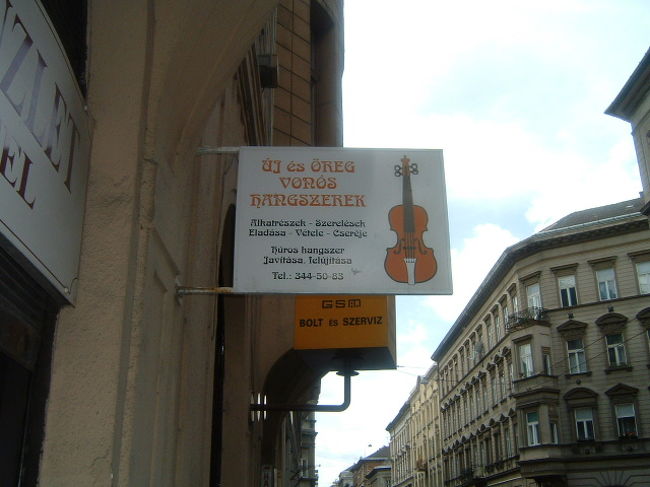 ÚJ és ÖREG
VONÓS
HANGSZEREK
Alkatrészek - Szerelések
Eladása - Vétele - Cseréje
Húros hangszer
Javítása, felújítása
Tel.: 344-50-83
GSM
BOLT és SZERVIZ